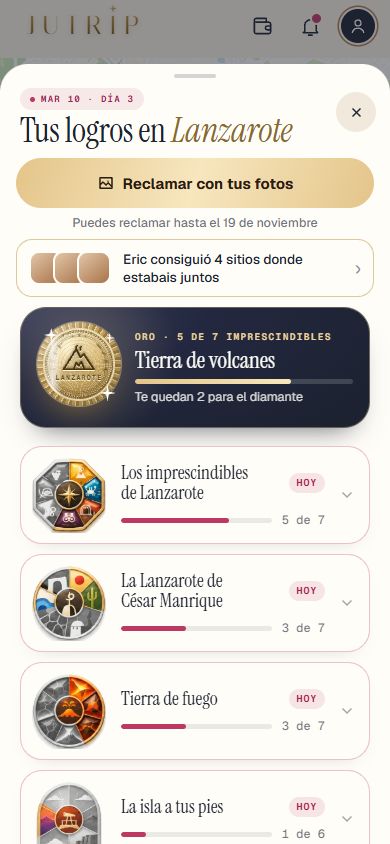 JUTRIP
MAR 10 · DÍA 3
Tus logros en Lanzarote
Reclamar con tus fotos
Puedes reclamar hasta el 19 de noviembre
Eric consiguió 4 sitios donde
estabais juntos
LANZAROTE
ORO · 5 DE 7 IMPRESCINDIBLES
Tierra de volcanes
Te quedan 2 para el diamante
Los imprescindibles
de Lanzarote
HOY
5 de 7
La Lanzarote de
César Manrique
HOY
3 de 7
Tierra de fuego
HOY
3 de 7
La isla a tus pies
HOY
1 de 6